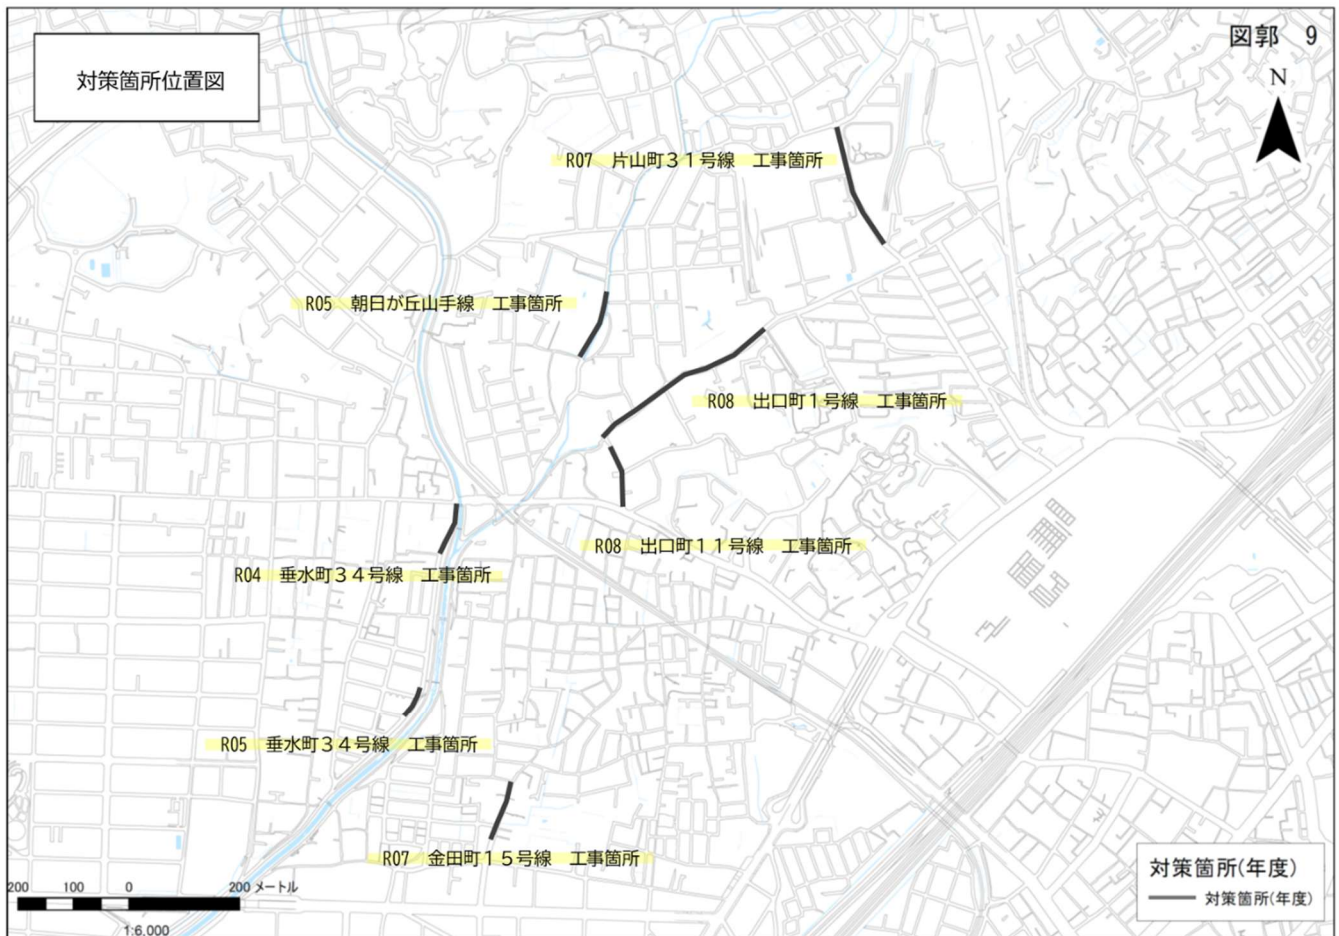 図郭　9
対策箇所位置図
N
R07　片山町３１号線　工事箇所
R05　朝日が丘山手線　工事箇所
R08　出口町１号線　工事箇所
R08　出口町１１号線　工事箇所
R04　垂水町３４号線　工事箇所
R05　垂水町３４号線　工事箇所
R07　金田町１５号線　工事箇所
対策箇所(年度)
対策箇所(年度)
200 100 0 200 メートル
1:6,000